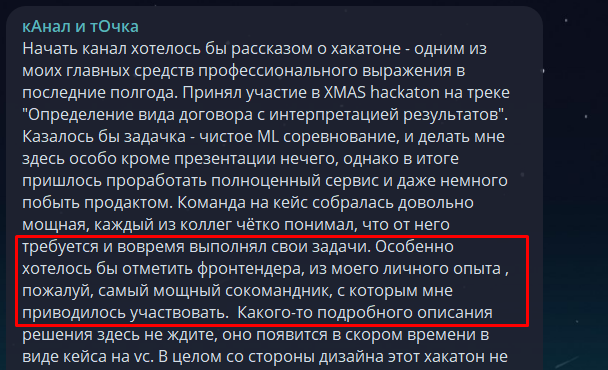 кАнал и тОчка
Начать канал хотелось бы рассказом о хакатоне - одним из
моих главных средств профессионального выражения в
последние полгода. Принял участие в XMAS hackaton на треке
"Определение вида договора с интерпретацией результатов".
Казалось бы задачка - чистое ML соревнование, и делать мне
здесь особо кроме презентации нечего, однако в итоге
пришлось проработать полноценный сервис и даже немного
побыть продактом. Команда на кейс собралась довольно
мощная, каждый из коллег чётко понимал, что от него
требуется и вовремя выполнял свои задачи. Особенно
хотелось бы отметить фронтендера, из моего личного опыта ,
пожалуй, самый мощный сокомандник, с которым мне
приводилось участвовать.  Какого-то подробного описания
решения здесь не ждите, оно появится в скором времени в
виде кейса на vc. В целом со стороны дизайна этот хакатон не